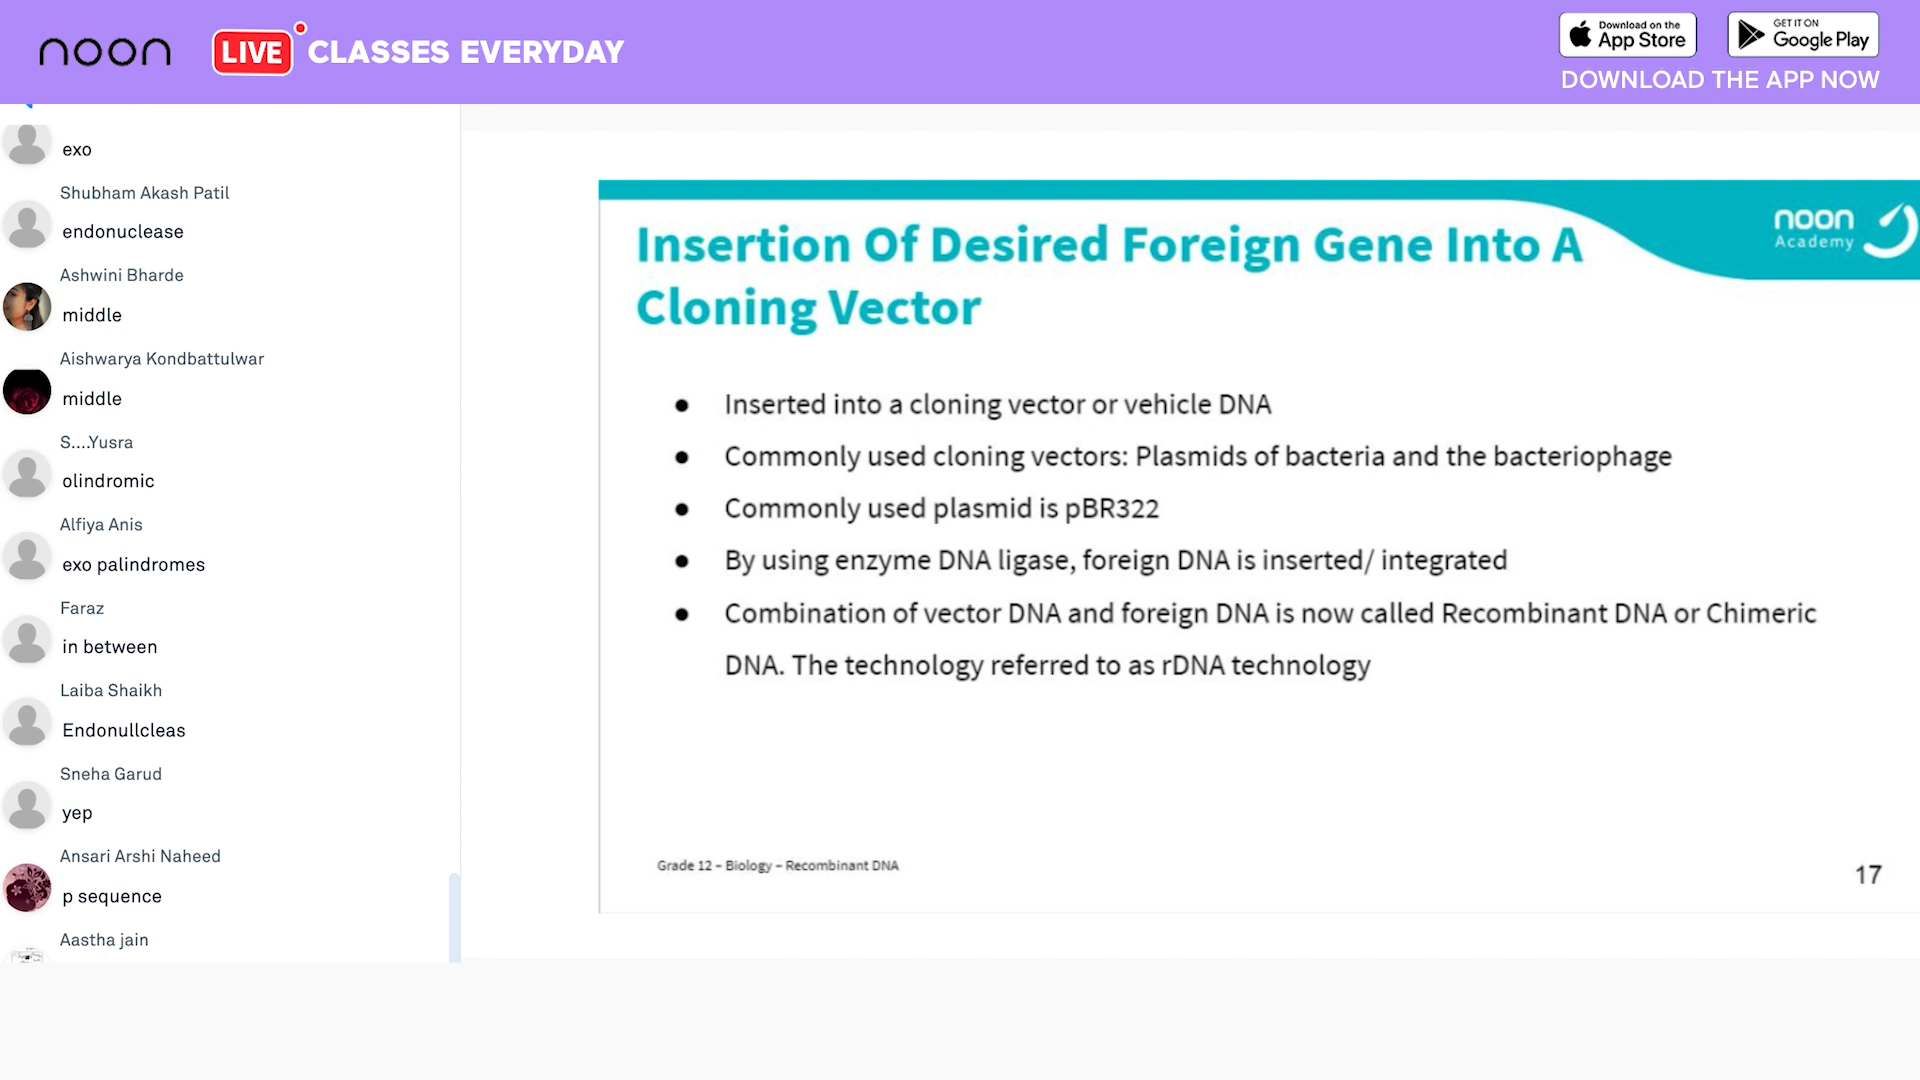 noon LIVE CLASSES EVERYDAY
Download on the
App Store
GET IT ON
Google Play
DOWNLOAD THE APP NOW
exo
Shubham Akash Patil
endonuclease
Ashwini Bharde
middle
Aishwarya Kondbattulwar
middle
S....Yusra
olindromic
Alfiya Anis
exo palindromes
Faraz
in between
Laiba Shaikh
Endonullcleas
Sneha Garud
yep
Ansari Arshi Naheed
p sequence
Aastha jain
noon
Academy
Insertion Of Desired Foreign Gene Into A
Cloning Vector
● Inserted into a cloning vector or vehicle DNA
● Commonly used cloning vectors: Plasmids of bacteria and the bacteriophage
● Commonly used plasmid is pBR322
● By using enzyme DNA ligase, foreign DNA is inserted/ integrated
● Combination of vector DNA and foreign DNA is now called Recombinant DNA or Chimeric
DNA. The technology referred to as rDNA technology
Grade 12 – Biology – Recombinant DNA
17